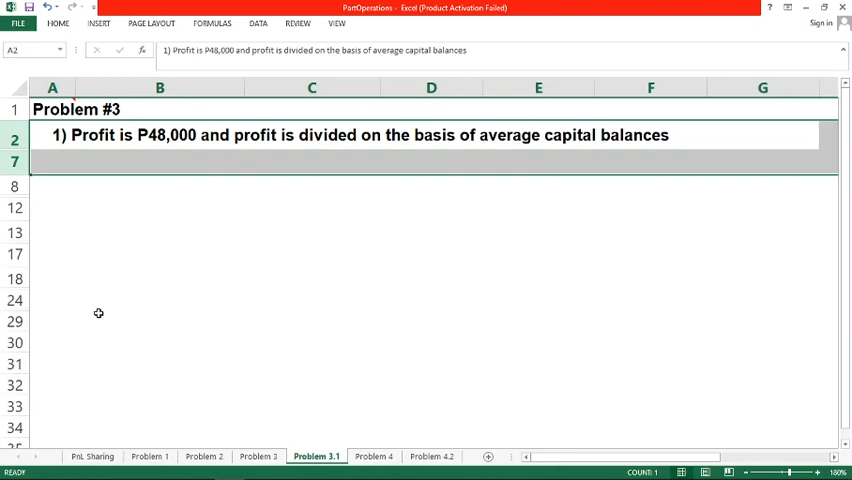 PartOperations - Excel (Product Activation Failed)
FILE HOME INSERT PAGE LAYOUT FORMULAS DATA REVIEW VIEW Sign in
A2 fx 1) Profit is P48,000 and profit is divided on the basis of average capital balances
A B C D E F G
1 Problem #3
2 1) Profit is P48,000 and profit is divided on the basis of average capital balances
7
8
12
13
17
18
24
29
30
31
32
33
34
35
PnL Sharing Problem 1 Problem 2 Problem 3 Problem 3.1 Problem 4 Problem 4.2
READY COUNT: 1 180%